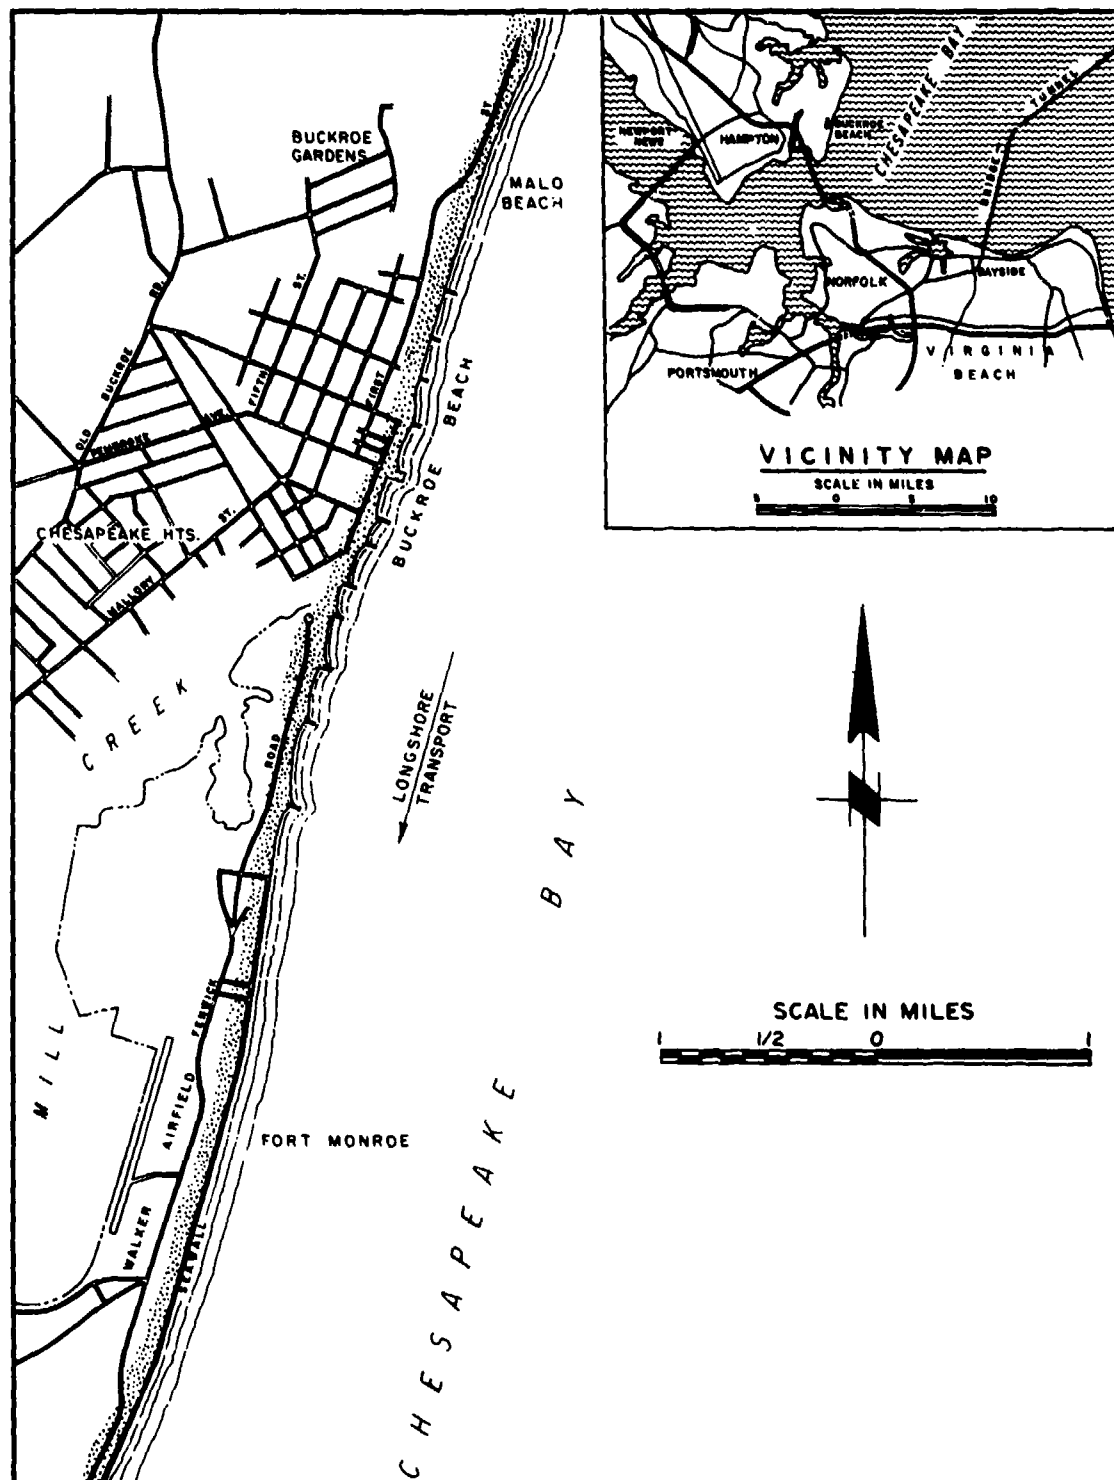 BUCKROE
GARDENS
ST.
MALO
BEACH
ST.
OLD BUCKROE RD.
PEMBROKE AVE.
FIFTH
FIRST
BUCKROE BEACH
CHESAPEAKE HTS.
MALLORY ST.
MILL CREEK
LONGSHORE
TRANSPORT
FENWICK ROAD
WALKER AIRFIELD
FORT MONROE
SEAWALL
CHESAPEAKE BAY
CHESAPEAKE BAY
BRIDGE-TUNNEL
NEWPORT
NEWS
HAMPTON
BUCKROE
BEACH
NORFOLK
BAYSIDE
PORTSMOUTH
VIRGINIA
BEACH
VICINITY MAP
SCALE IN MILES
5 0 5 10
N
SCALE IN MILES
1 1/2 0 1